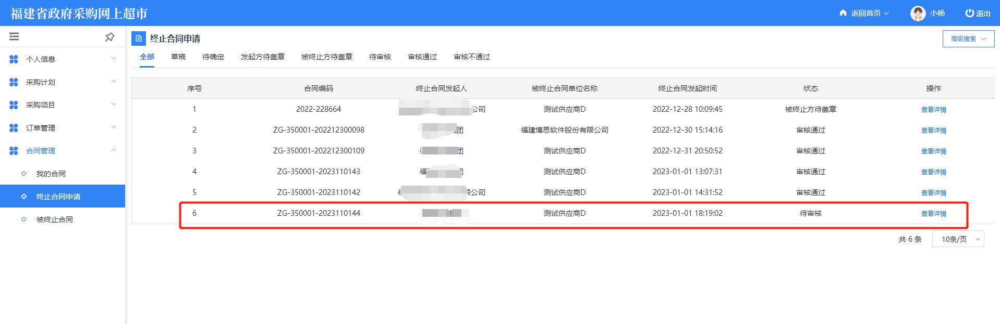 福建省政府采购网上超市
返回首页
小杨
退出
个人信息
采购计划
采购项目
订单管理
合同管理
我的合同
终止合同申请
被终止合同
终止合同申请
高级搜索
全部 草稿 待确定 发起方待盖章 被终止方待盖章 待审核 审核通过 审核不通过
序号 合同编码 终止合同发起人 被终止合同单位名称 终止合同发起时间 状态 操作
1 2022-228664 公司 测试供应商D 2022-12-28 10:09:45 被终止方待盖章 查看详情
2 ZG-350001-202212300098 团 福建博思软件股份有限公司 2022-12-30 15:14:16 审核通过 查看详情
3 ZG-350001-202212300109 团 测试供应商D 2022-12-31 20:50:52 审核通过 查看详情
4 ZG-350001-2023110143 福 测试供应商D 2023-01-01 13:07:31 审核通过 查看详情
5 ZG-350001-2023110142 限公司 测试供应商D 2023-01-01 14:31:52 审核通过 查看详情
6 ZG-350001-2023110144 测试供应商D 2023-01-01 18:19:02 待审核 查看详情
共 6 条 10条/页